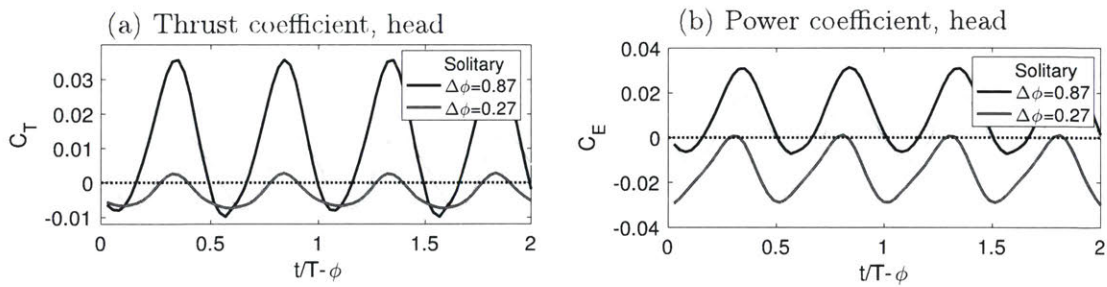 (a) Thrust coefficient, head
0.03
0.02
0.01
0
-0.01
C_T
Solitary
Δϕ=0.87
Δϕ=0.27
0
0.5
1
1.5
2
t/T-ϕ
(b) Power coefficient, head
0.04
0.02
0
-0.02
-0.04
C_E
Solitary
Δϕ=0.87
Δϕ=0.27
0
0.5
1
1.5
2
t/T-ϕ